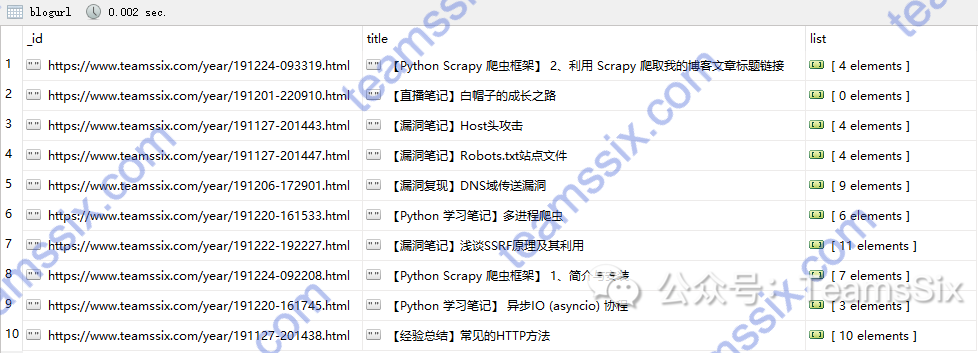 blogurl 0.002 sec.
_id title list
1 "" https://www.teamssix.com/year/191224-093319.html "" 【Python Scrapy 爬虫框架】 2、利用 Scrapy 爬取我的博客文章标题链接 [ 4 elements ]
2 "" https://www.teamssix.com/year/191201-220910.html "" 【直播笔记】白帽子的成长之路 [ 0 elements ]
3 "" https://www.teamssix.com/year/191127-201443.html "" 【漏洞笔记】Host头攻击 [ 4 elements ]
4 "" https://www.teamssix.com/year/191127-201447.html "" 【漏洞笔记】Robots.txt站点文件 [ 4 elements ]
5 "" https://www.teamssix.com/year/191206-172901.html "" 【漏洞复现】DNS域传送漏洞 [ 9 elements ]
6 "" https://www.teamssix.com/year/191220-161533.html "" 【Python 学习笔记】多进程爬虫 [ 6 elements ]
7 "" https://www.teamssix.com/year/191222-192227.html "" 【漏洞笔记】浅谈SSRF原理及其利用 [ 11 elements ]
8 "" https://www.teamssix.com/year/191224-092208.html "" 【Python Scrapy 爬虫框架】 1、简介 [ 7 elements ]
9 "" https://www.teamssix.com/year/191220-161745.html "" 【Python 学习笔记】 异步IO (asyncio) 协程 [ 3 elements ]
10 "" https://www.teamssix.com/year/191127-201438.html "" 【经验总结】常见的HTTP方法 [ 10 elements ]
公众号：TeamsSix
teamssix.com
teamssix.com
teamssix.com
teamssix.com